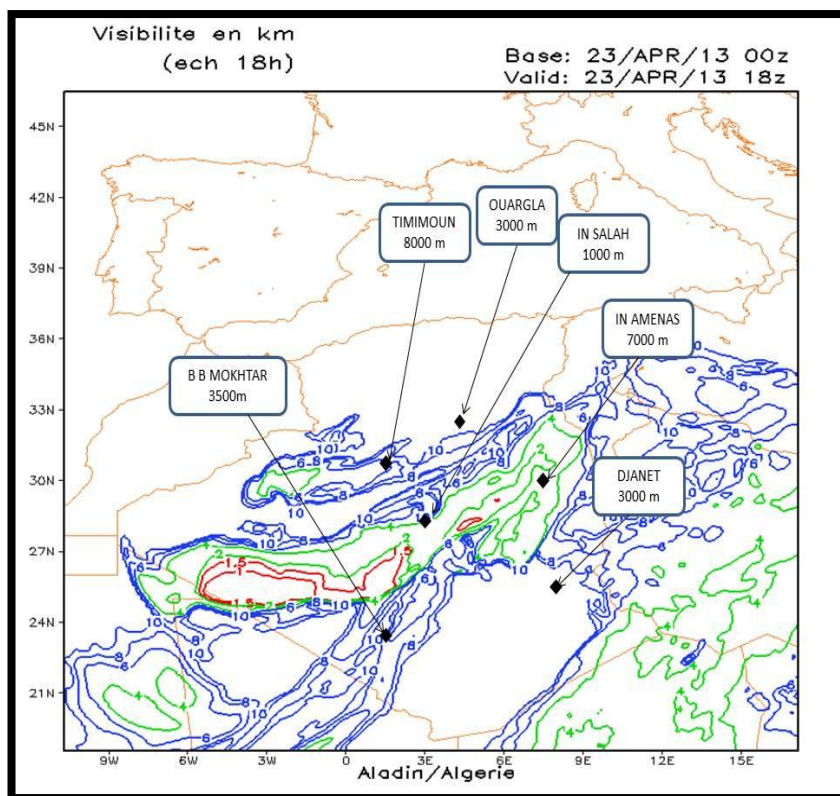 Visibilite en km
(ech 18h)
Base: 23/APR/13 00z
Valid: 23/APR/13 18z
45N
42N
39N
36N
33N
30N
27N
24N
21N
TIMIMOUN
8000 m
OUARGLA
3000 m
IN SALAH
1000 m
IN AMENAS
7000 m
B B MOKHTAR
3500m
DJANET
3000 m
9W 6W 3W 0 3E 6E 9E 12E 15E
Aladin/Algerie